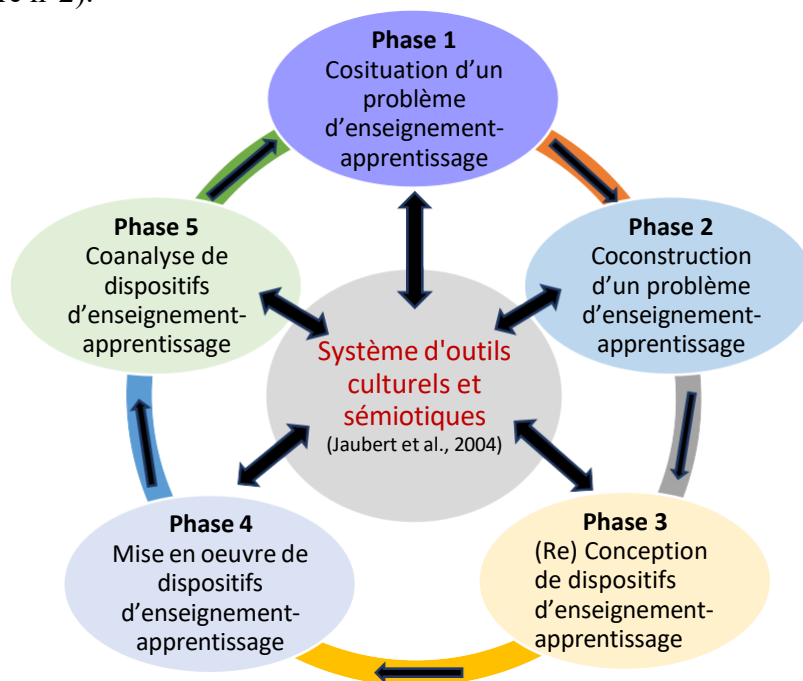 Phase 1
Cosituation d’un
problème
d’enseignement-
apprentissage
Phase 2
Coconstruction
d’un problème
d’enseignement-
apprentissage
Phase 3
(Re) Conception
de dispositifs
d’enseignement-
apprentissage
Phase 4
Mise en oeuvre de
dispositifs
d’enseignement-
apprentissage
Phase 5
Coanalyse de
dispositifs
d’enseignement-
apprentissage
Système d'outils
culturels et
sémiotiques
(Jaubert et al., 2004)